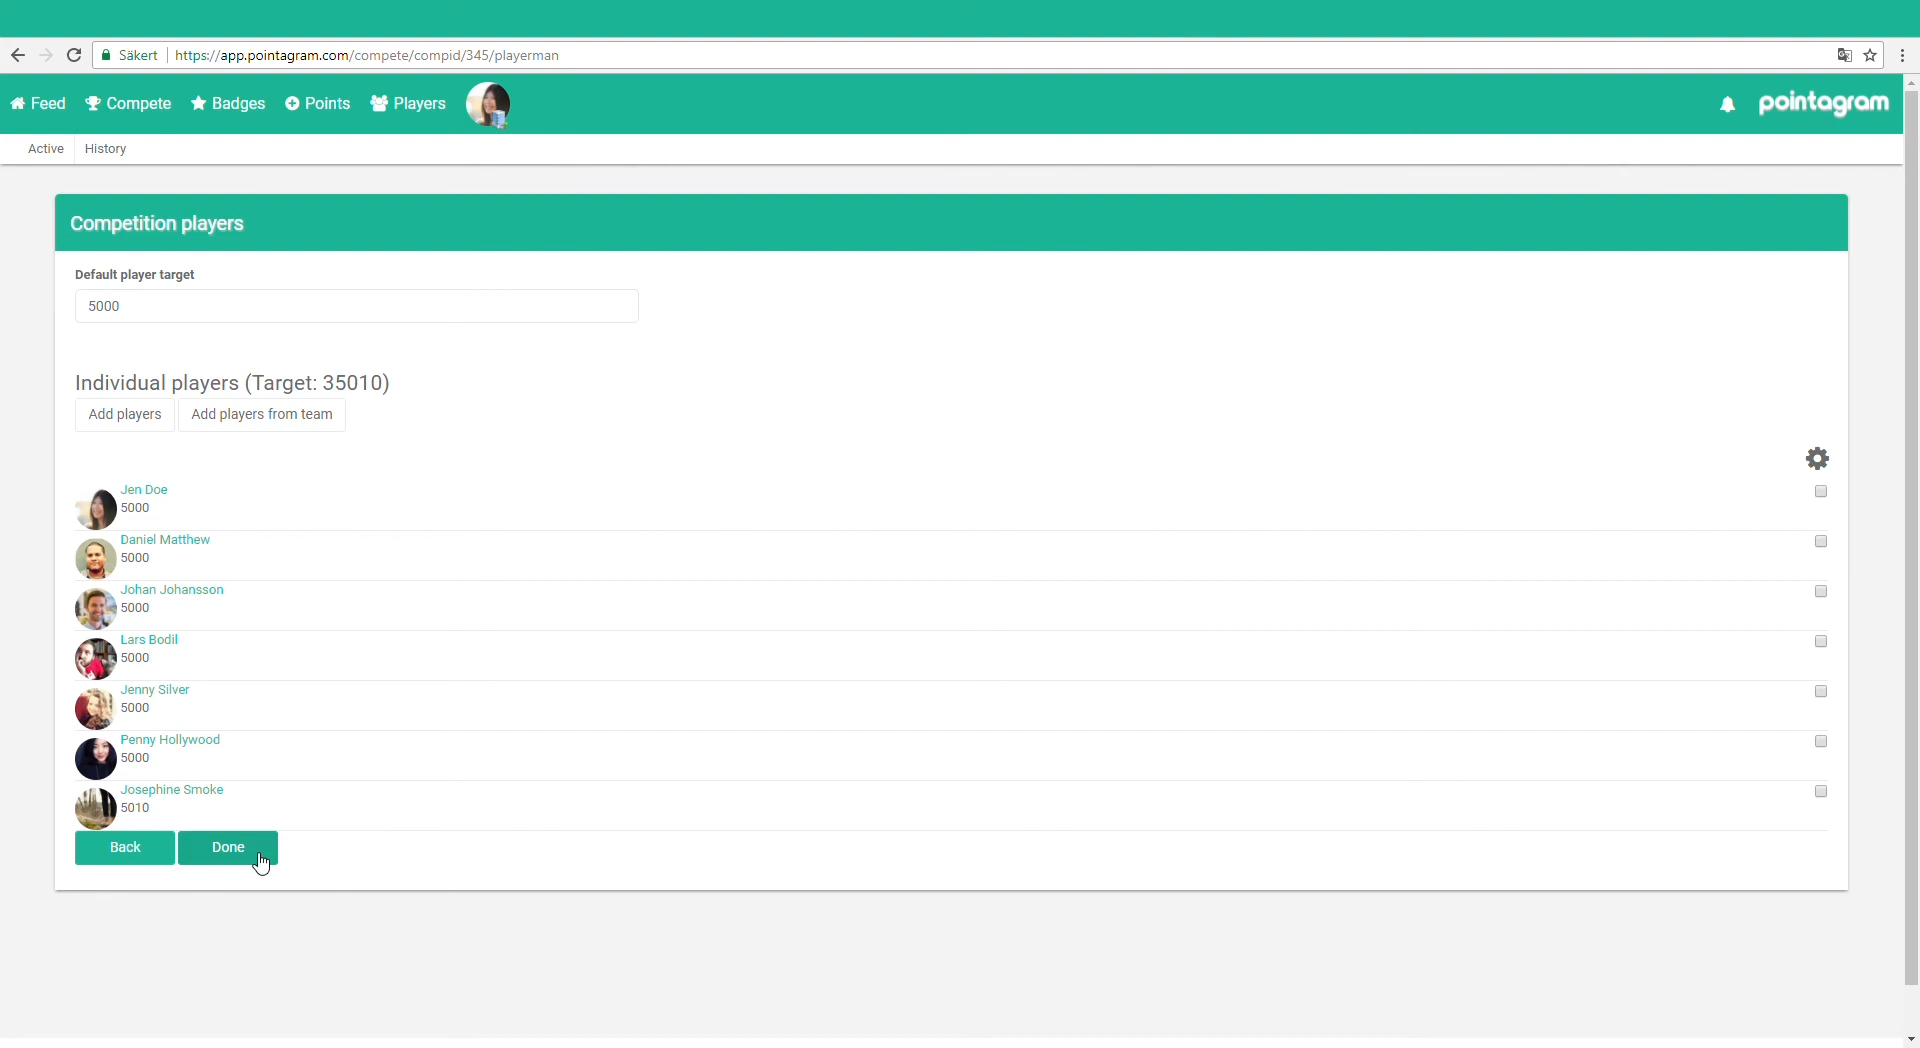 Säkert https://app.pointagram.com/compete/compid/345/playerman
Feed Compete Badges Points Players pointagram
Active History
Competition players
Default player target
5000
Individual players (Target: 35010)
Add players Add players from team
Jen Doe
5000
Daniel Matthew
5000
Johan Johansson
5000
Lars Bodil
5000
Jenny Silver
5000
Penny Hollywood
5000
Josephine Smoke
5010
Back Done